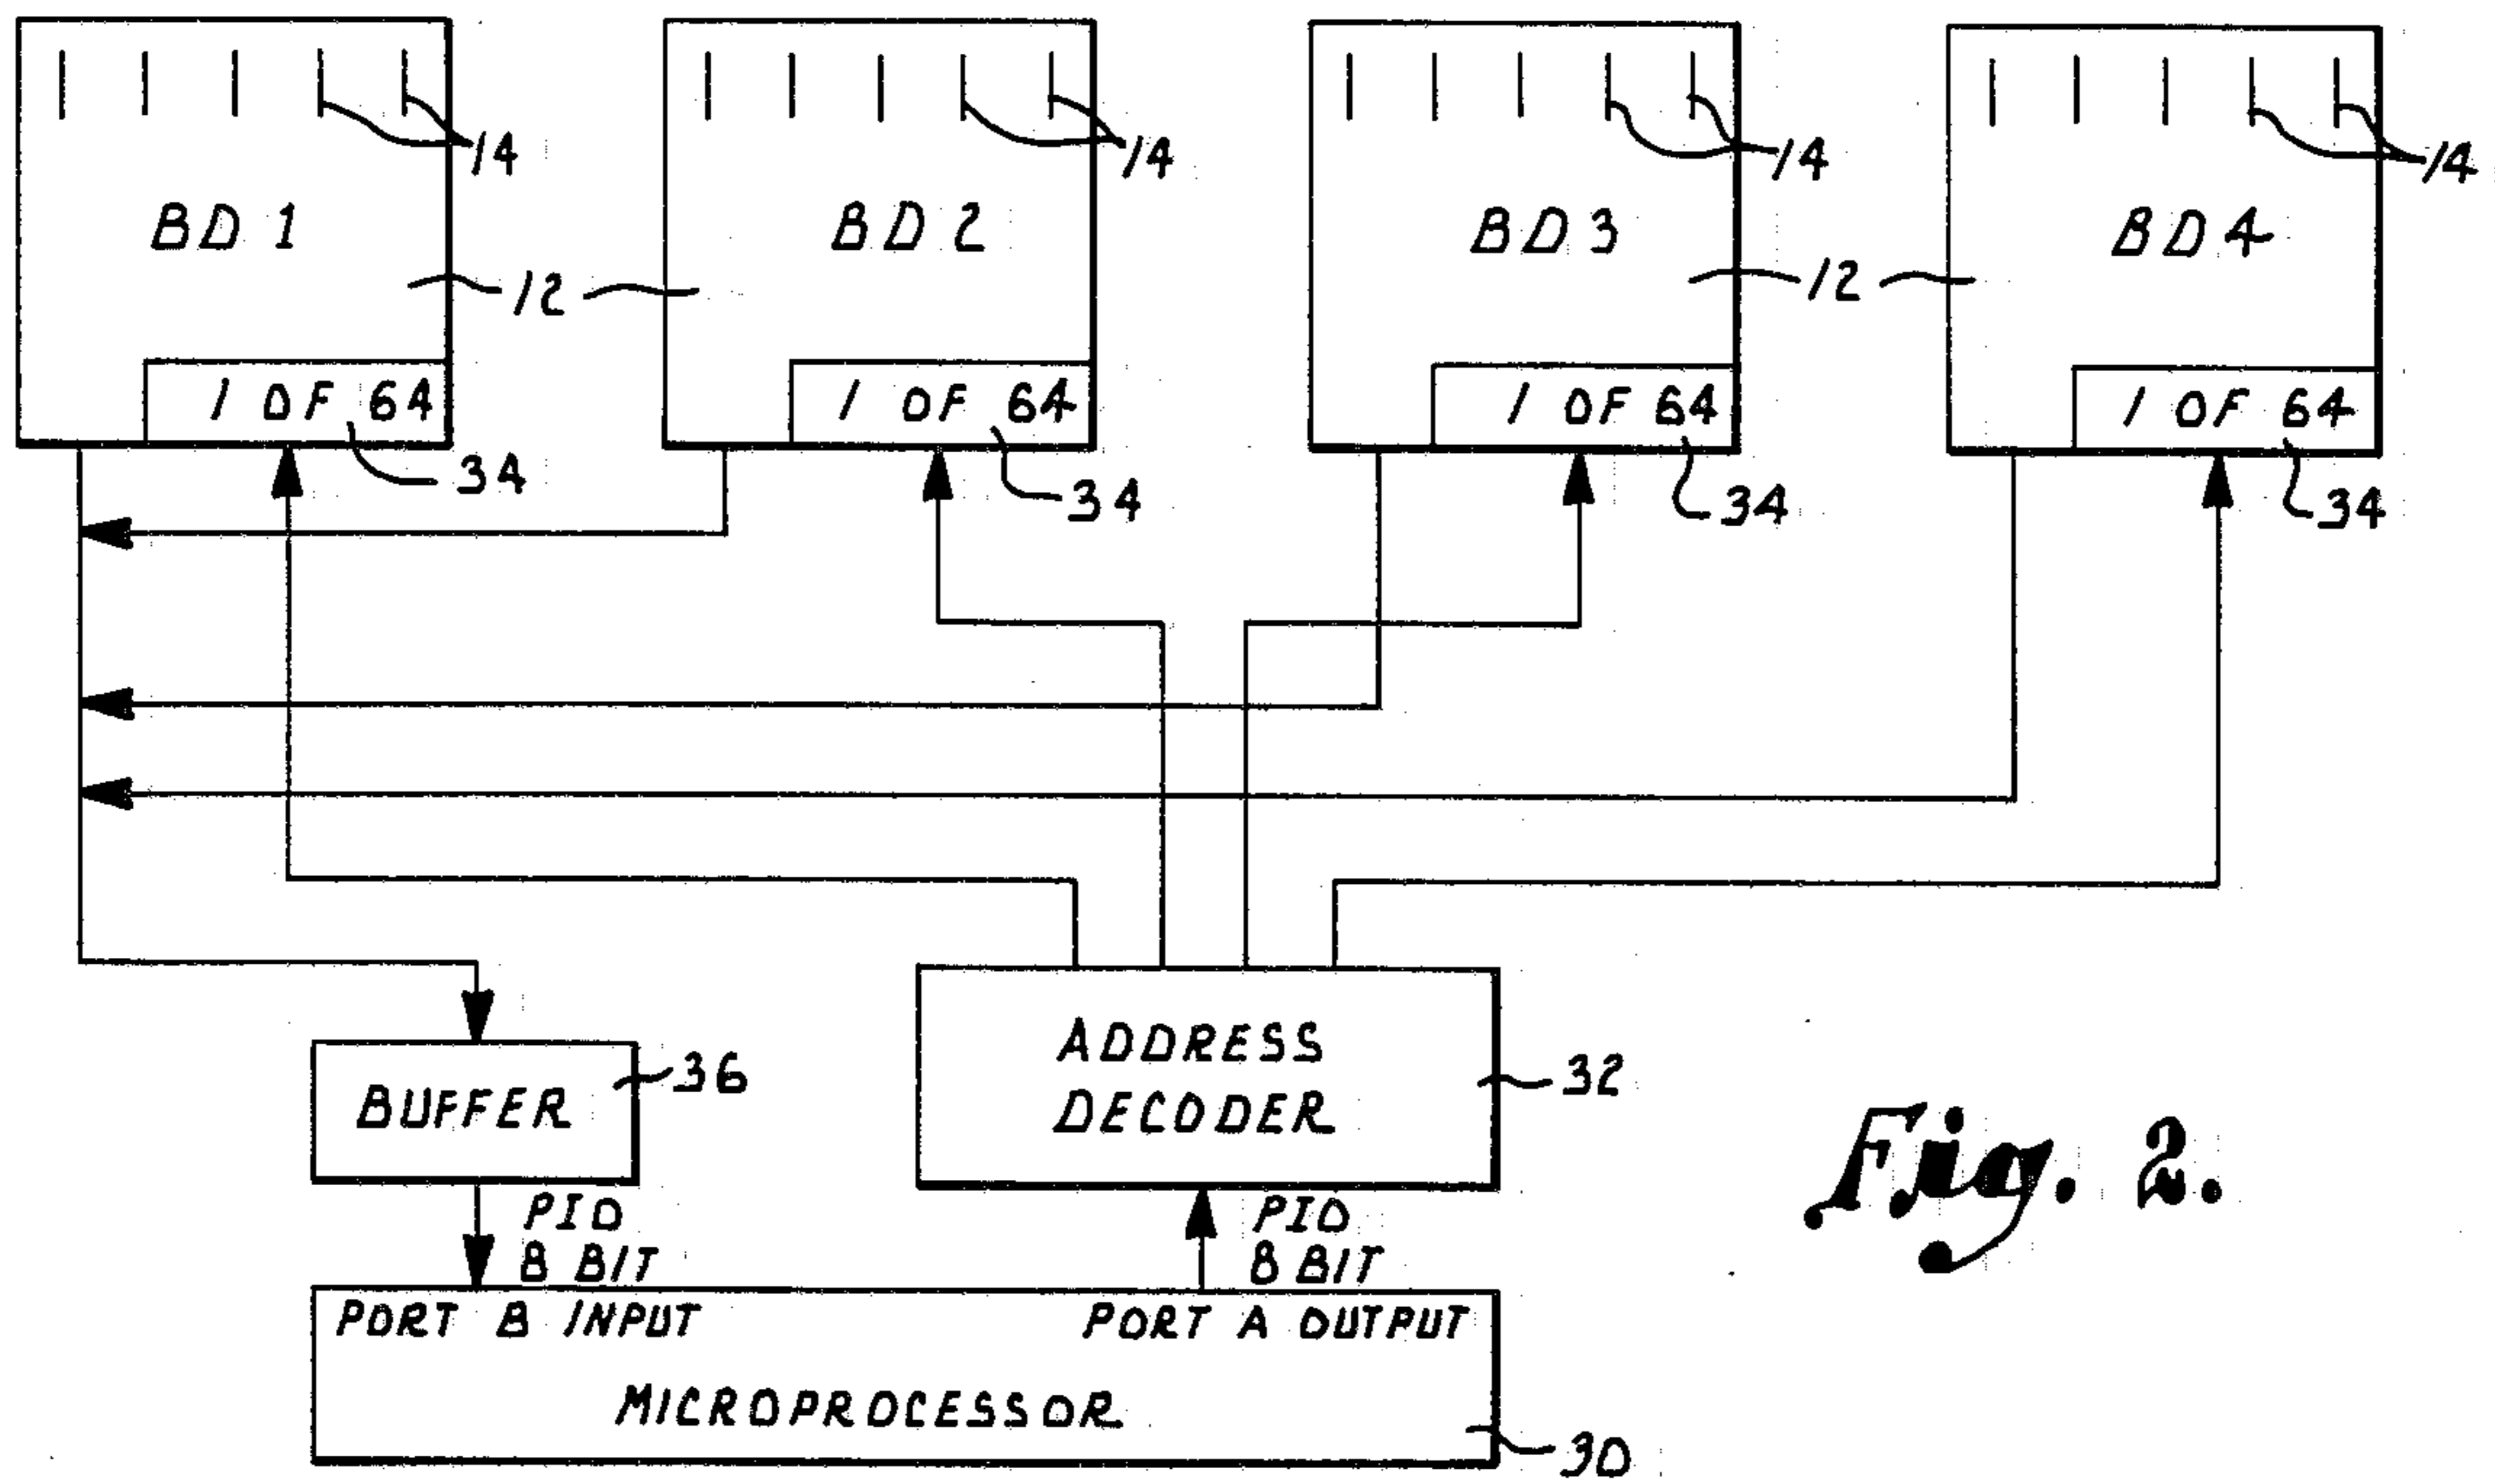 14 14 14 14
BD 1 BD 2 BD 3 BD 4
12 12
1 OF 64 1 OF 64 1 OF 64 1 OF 64
34 34 34 34
ADDRESS
DECODER
32
BUFFER
36
PIO
8 BIT
PIO
8 BIT
PORT B INPUT PORT A OUTPUT
MICROPROCESSOR
30
Fig. 2.